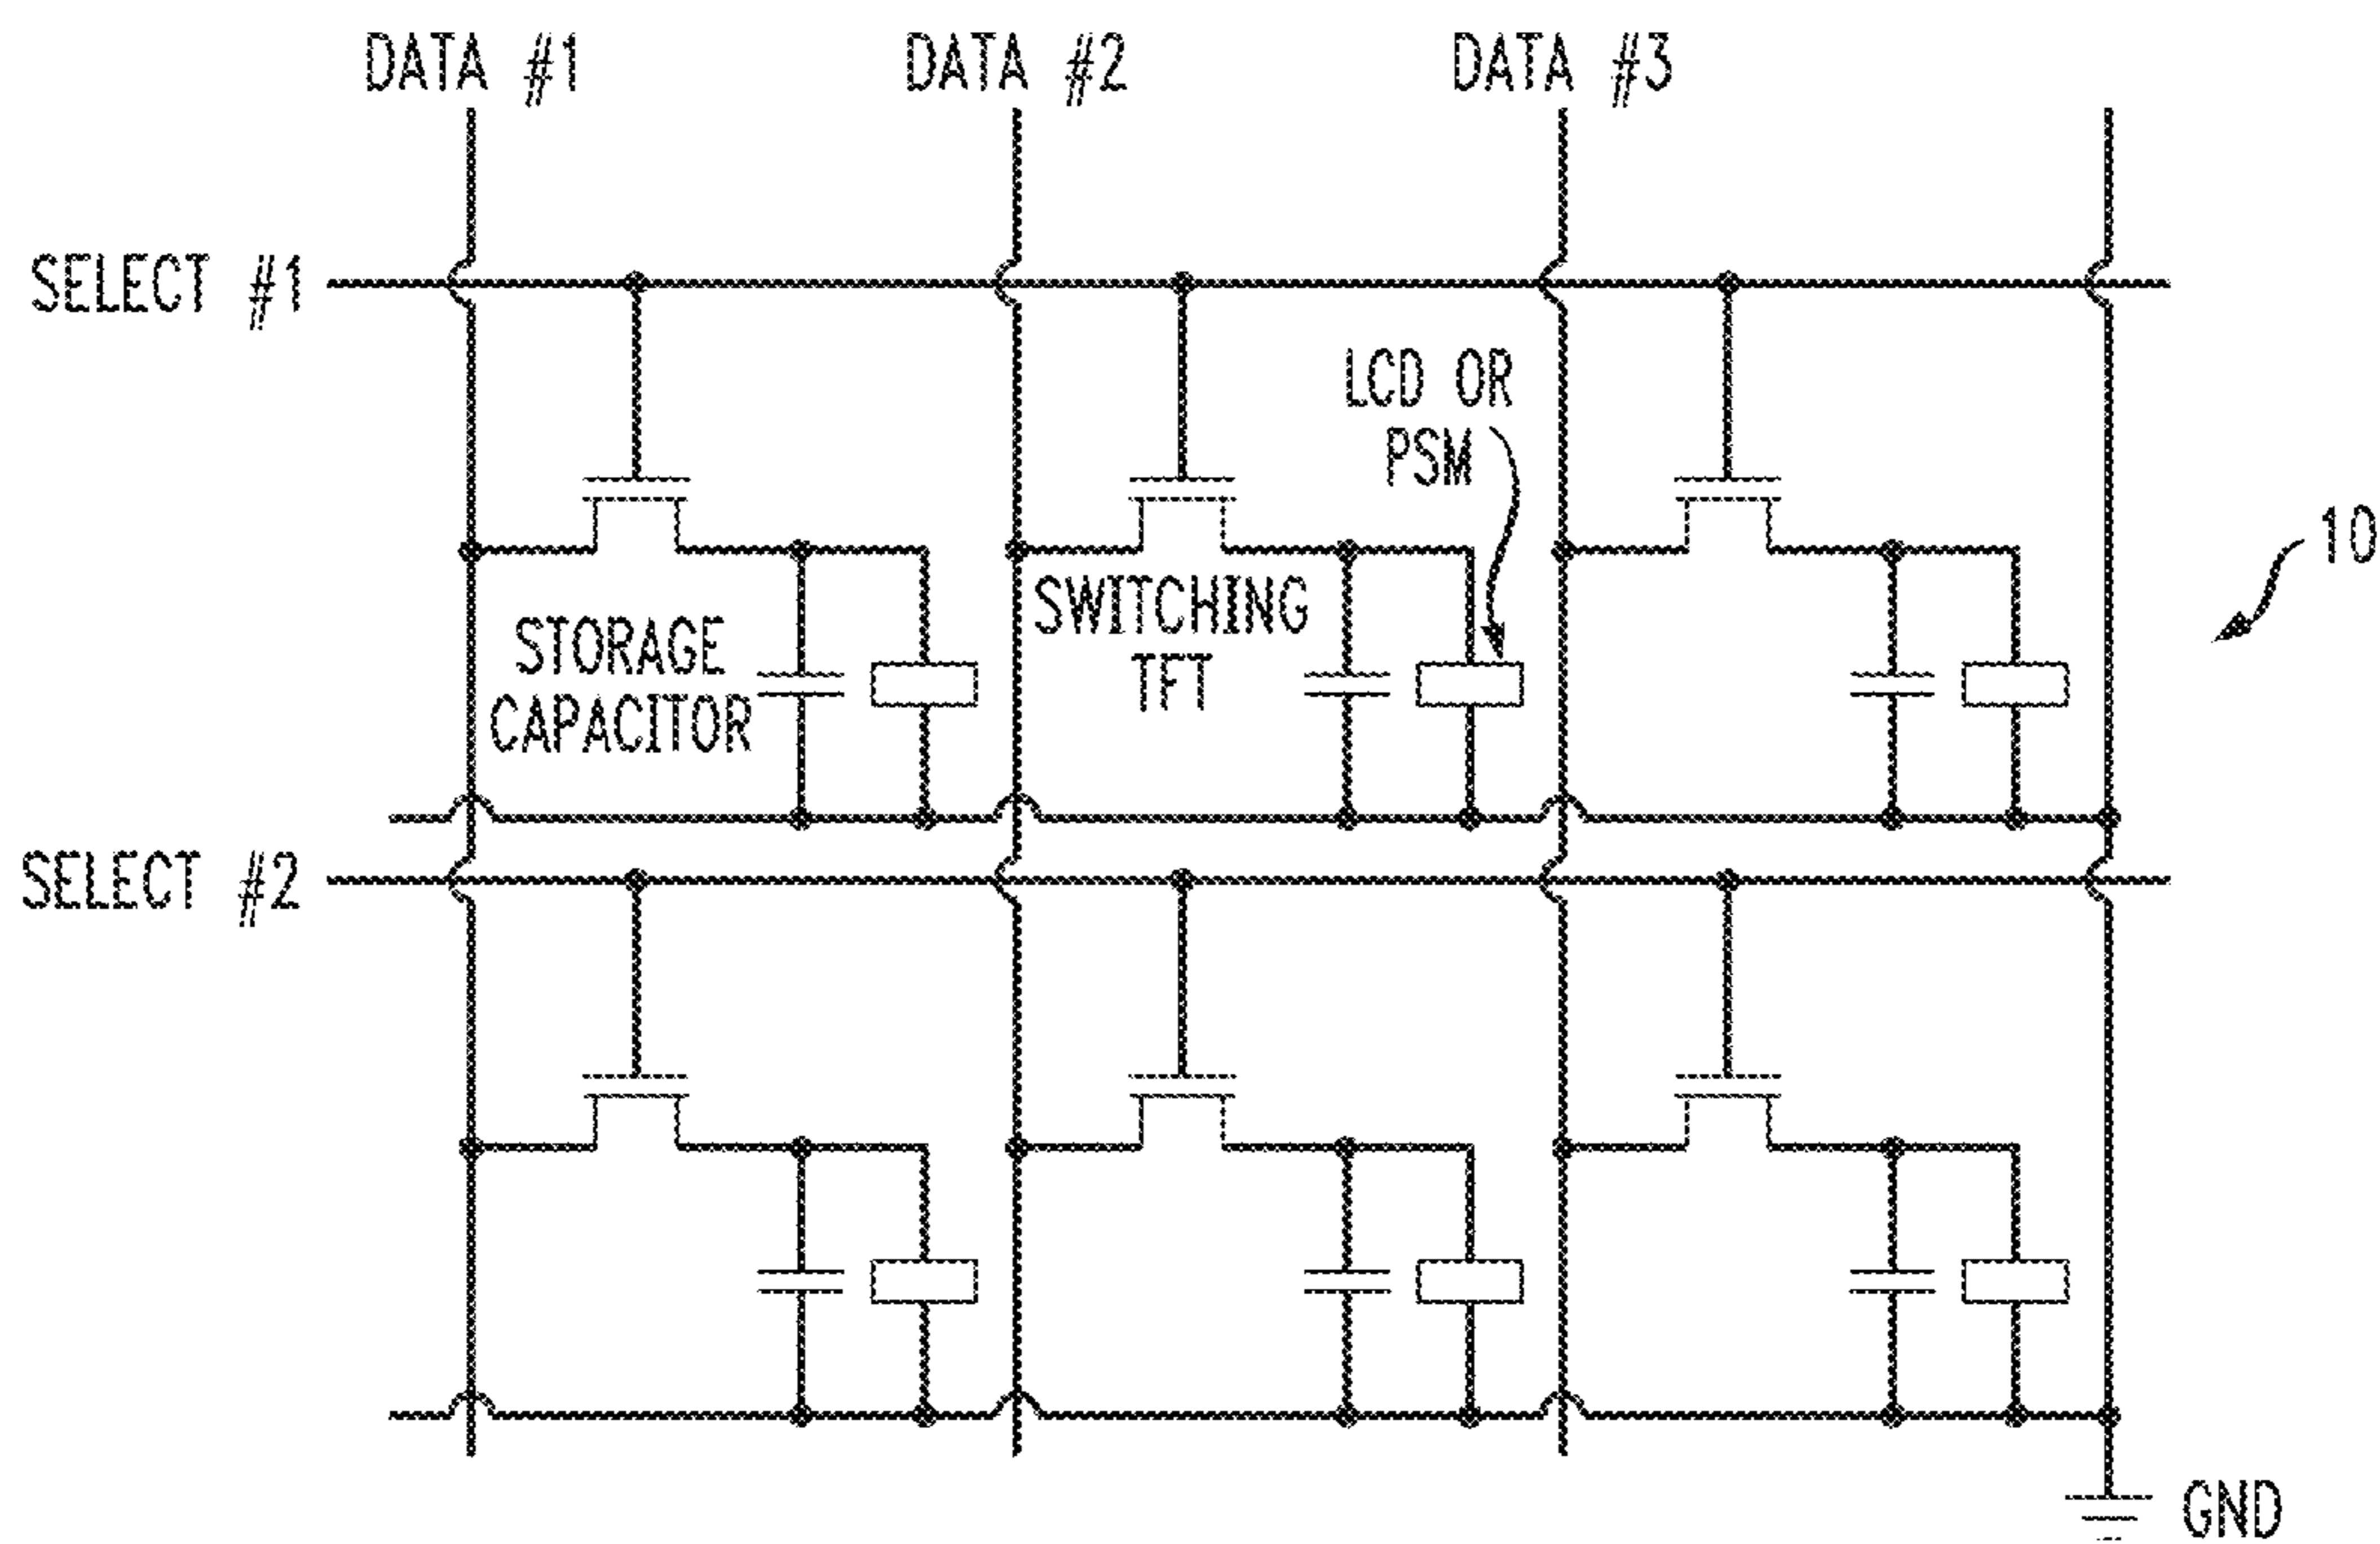 DATA #1
DATA #2
DATA #3
SELECT #1
LCD OR
PSM
10
STORAGE
CAPACITOR
SWITCHING
TFT
SELECT #2
GND